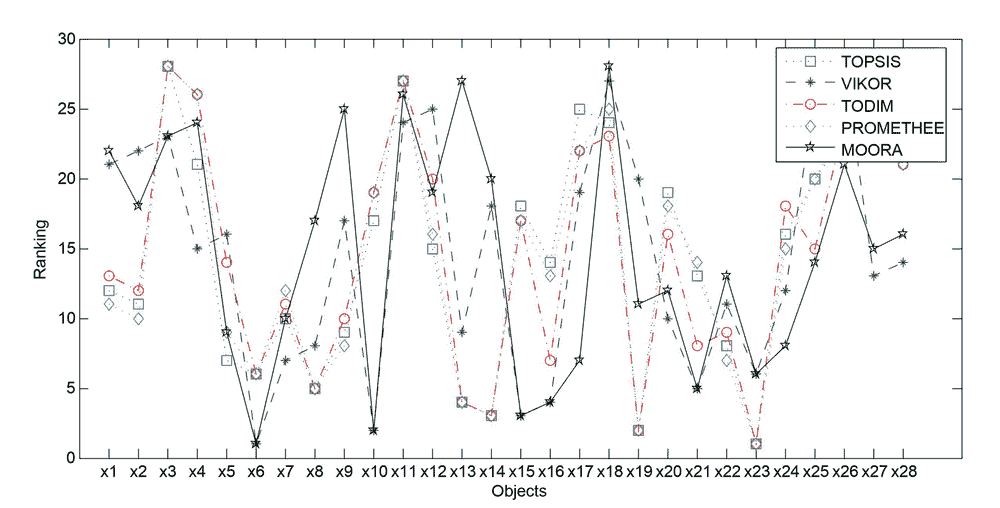 30
25
20
15
10
5
0
Ranking
TOPSIS
VIKOR
TODIM
PROMETHEE
MOORA
x1 x2 x3 x4 x5 x6 x7 x8 x9 x10 x11 x12 x13 x14 x15 x16 x17 x18 x19 x20 x21 x22 x23 x24 x25 x26 x27 x28
Objects